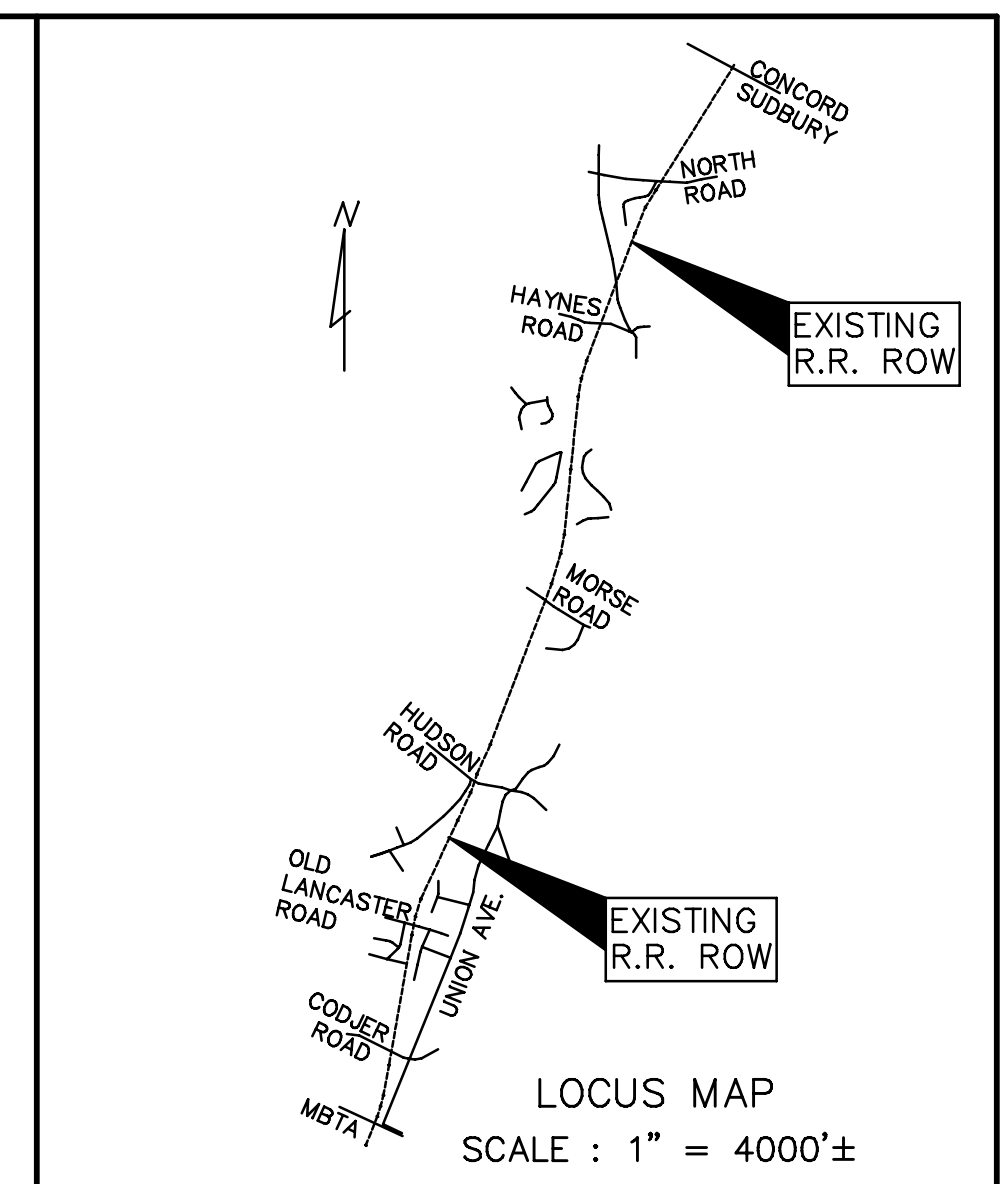 CONCORD
SUDBURY
NORTH
ROAD
N
HAYNES
ROAD
EXISTING
R.R. ROW
MORSE
ROAD
HUDSON
ROAD
OLD
LANCASTER
ROAD
UNION AVE.
EXISTING
R.R. ROW
CODJER
ROAD
MBTA
LOCUS MAP
SCALE : 1" = 4000'±